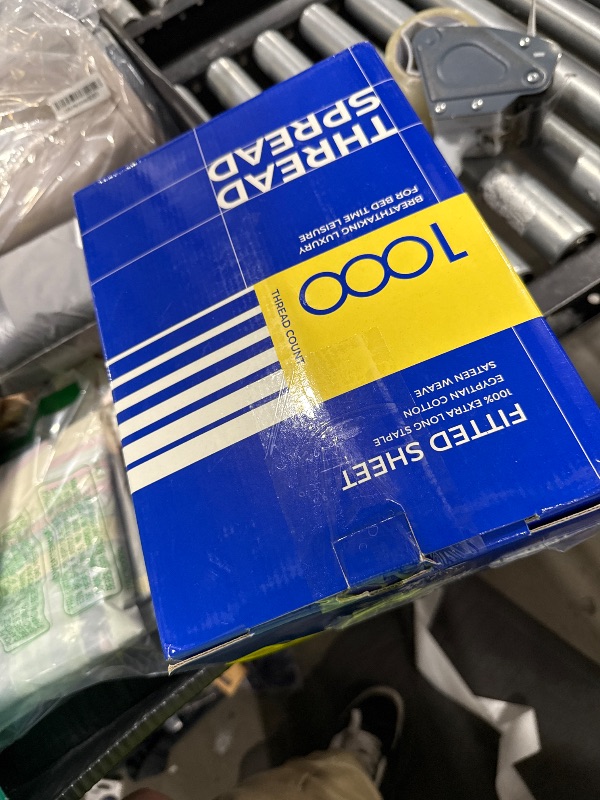 THREAD
SPREAD
BREATHTAKING LUXURY
FOR BED TIME LEISURE
1000
THREAD COUNT
FITTED SHEET
100% EXTRA LONG STAPLE
EGYPTIAN COTTON
SATEEN WEAVE